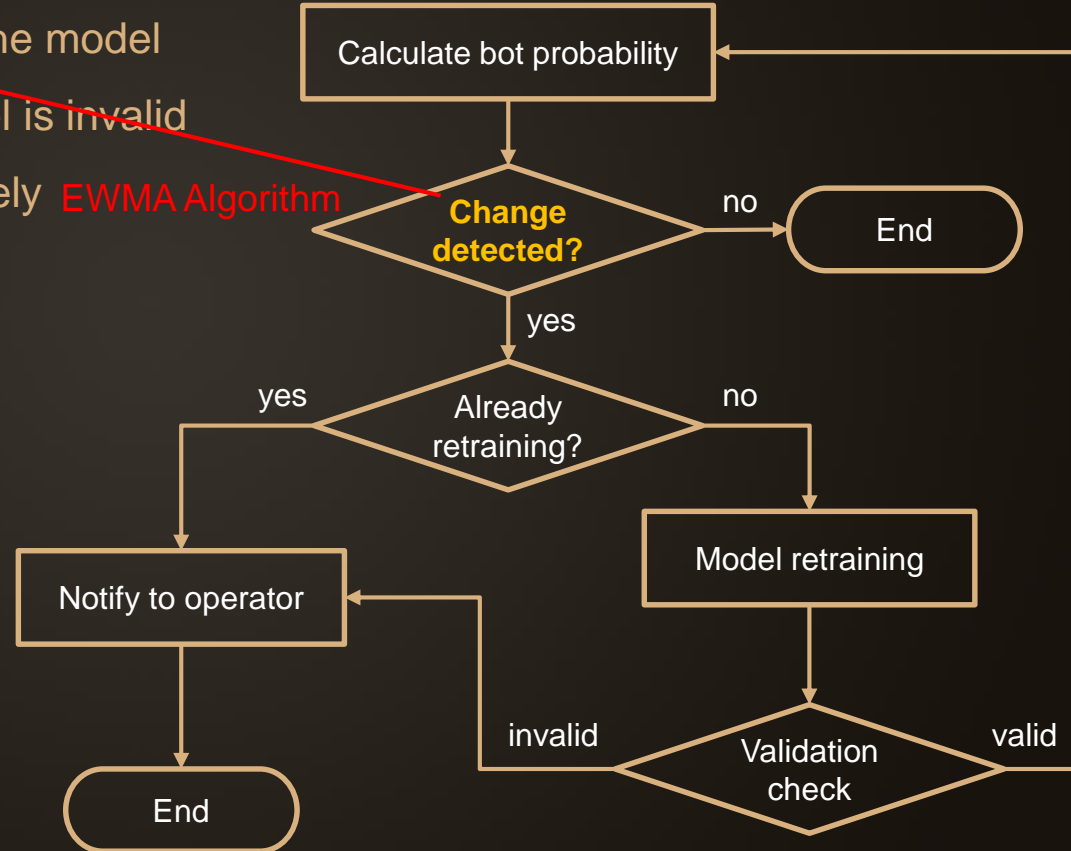 he model
l is invalid
ely
EWMA Algorithm
Calculate bot probability
Change
detected?
no
End
yes
Already
retraining?
yes
no
Notify to operator
Model retraining
invalid
Validation
check
valid
End